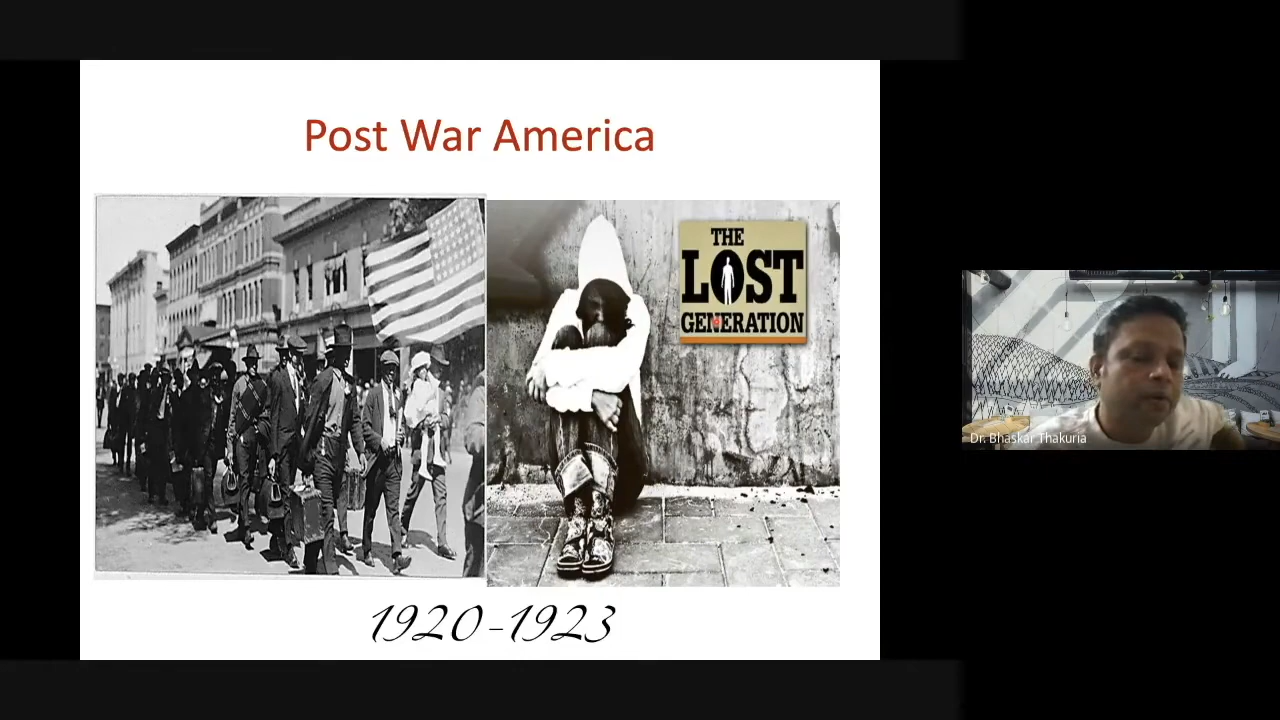 Post War America
THE
LOST
GENERATION
1920-1923
Dr. Bhaskar Thakuria